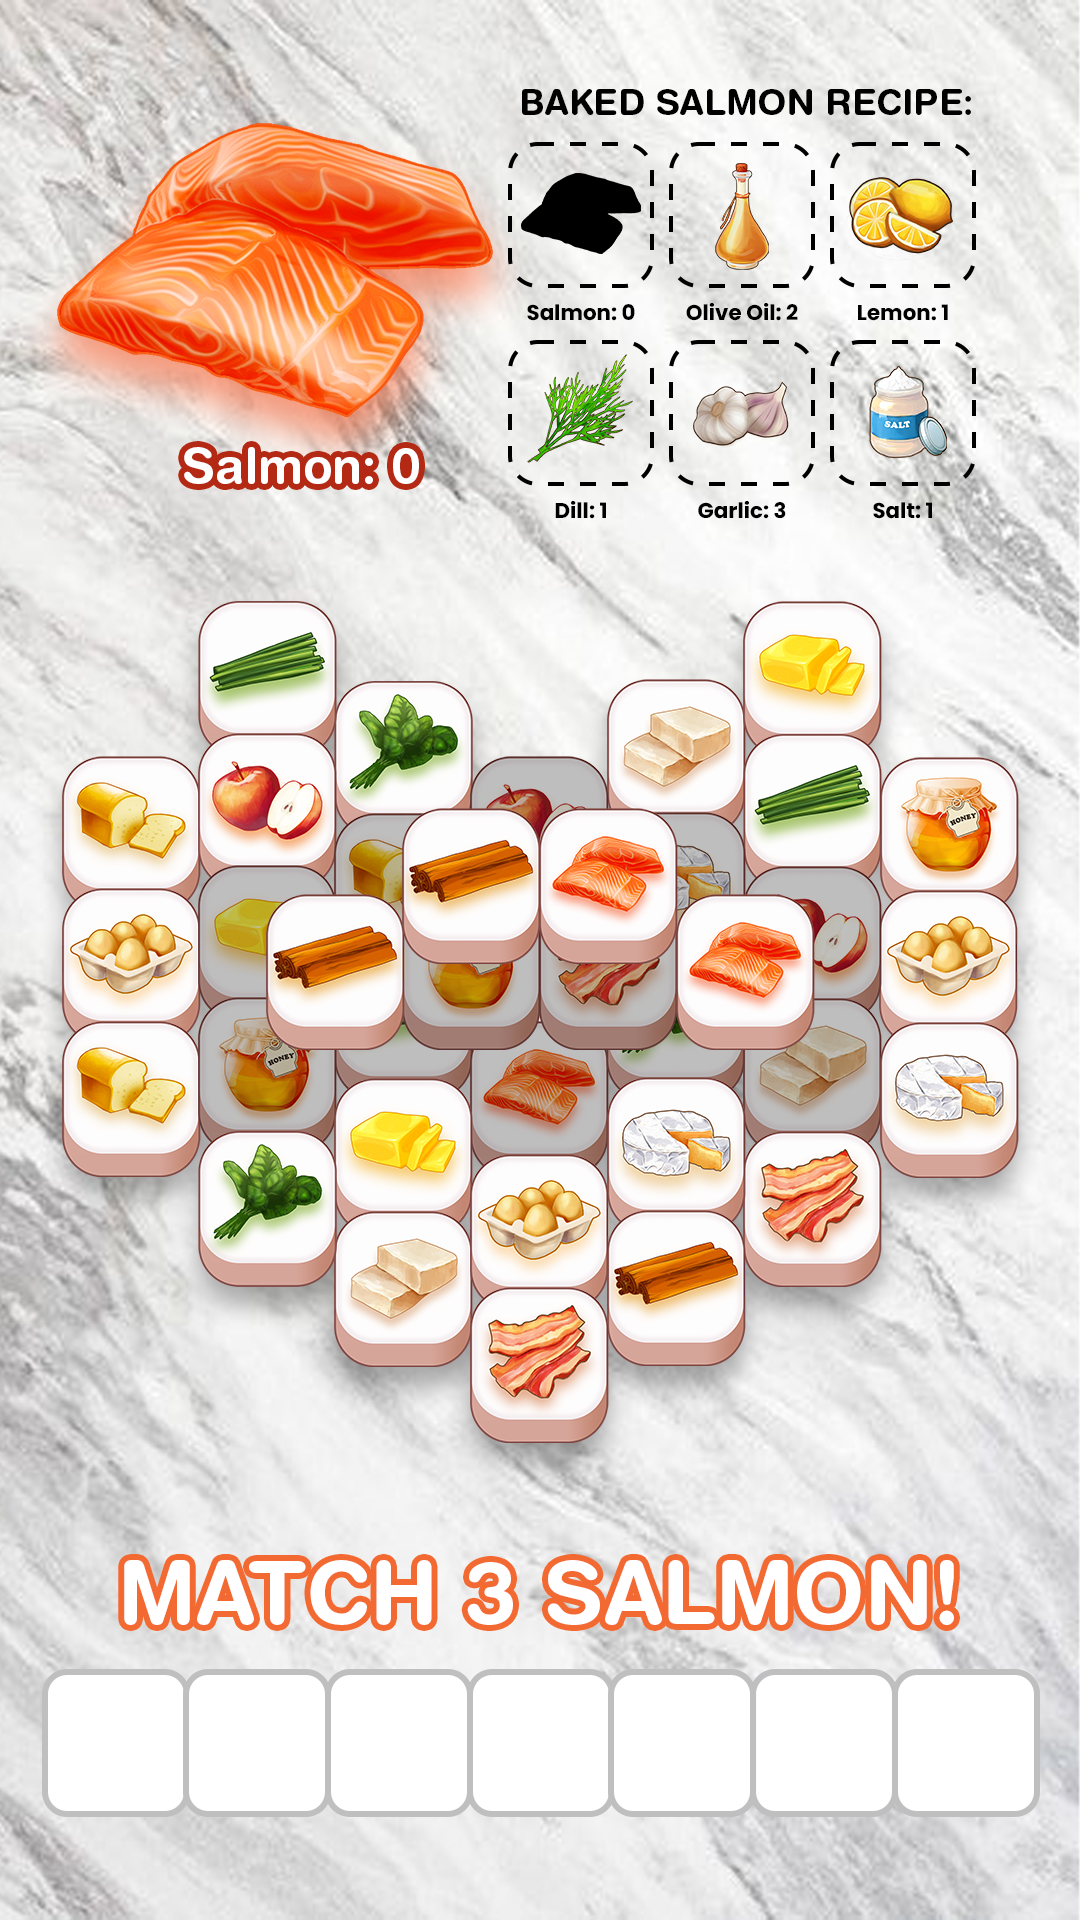 BAKED SALMON RECIPE:
Salmon: 0
Olive Oil: 2
Lemon: 1
SALT
Salmon: 0
Dill: 1
Garlic: 3
Salt: 1
HONEY
HONEY
MATCH 3 SALMON!